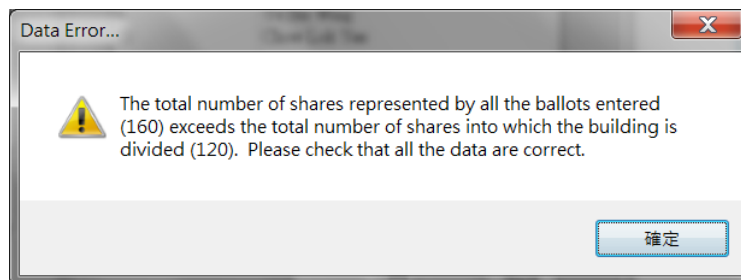 Data Error...
The total number of shares represented by all the ballots entered
(160) exceeds the total number of shares into which the building is
divided (120).  Please check that all the data are correct.
確定